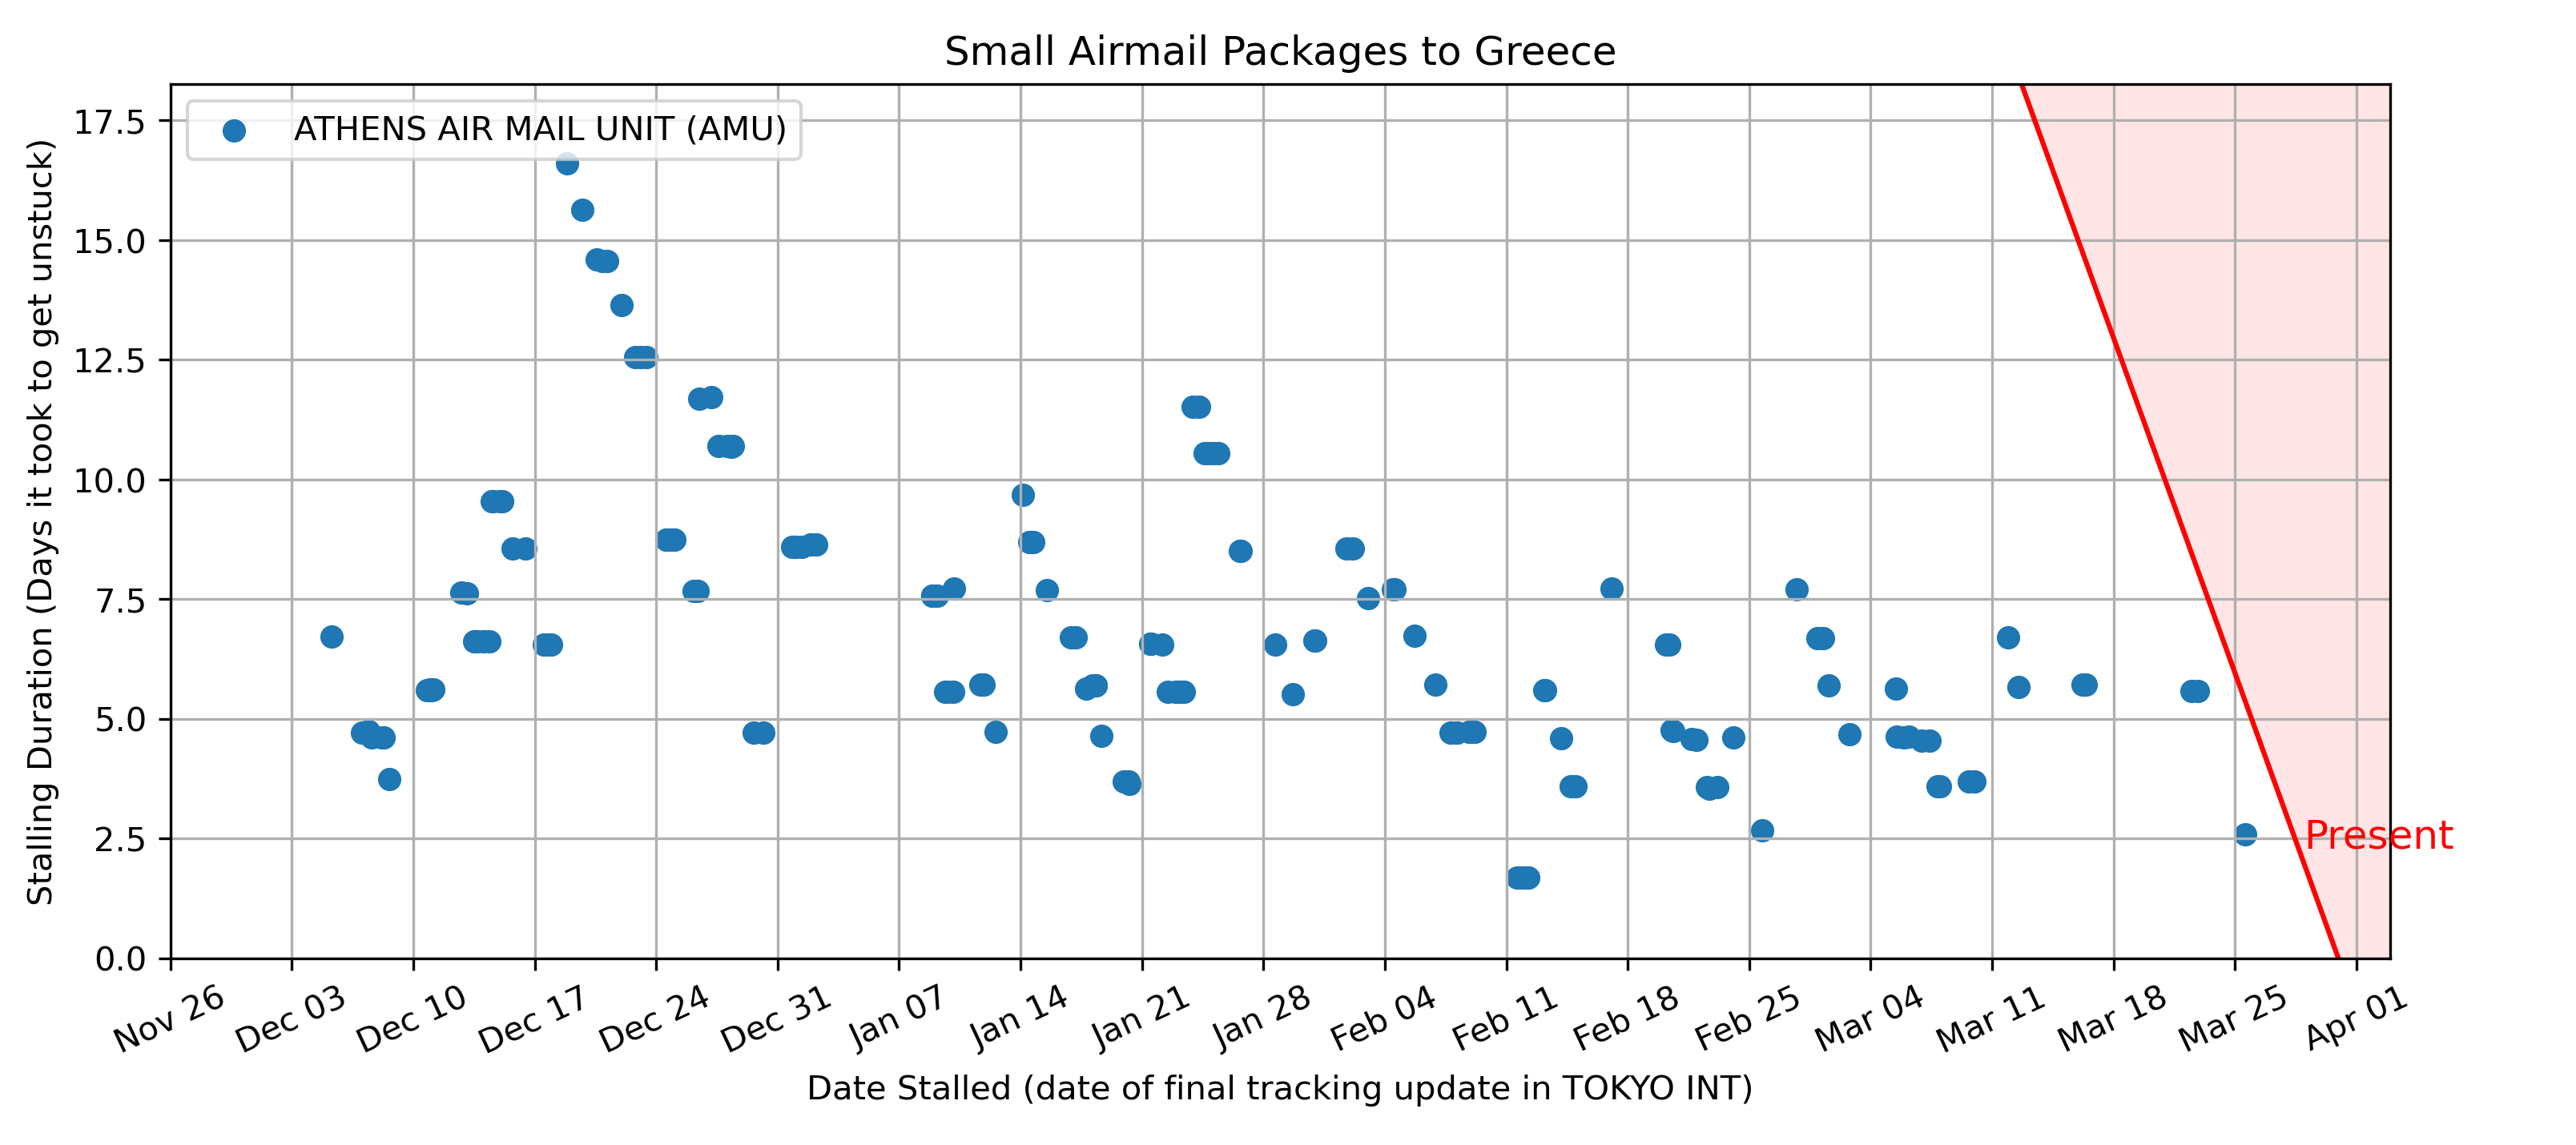 Small Airmail Packages to Greece
ATHENS AIR MAIL UNIT (AMU)
Stalling Duration (Days it took to get unstuck)
17.5
15.0
12.5
10.0
7.5
5.0
2.5
0.0
Present
Nov 26
Dec 03
Dec 10
Dec 17
Dec 24
Dec 31
Jan 07
Jan 14
Jan 21
Jan 28
Feb 04
Feb 11
Feb 18
Feb 25
Mar 04
Mar 11
Mar 18
Mar 25
Apr 01
Date Stalled (date of final tracking update in TOKYO INT)